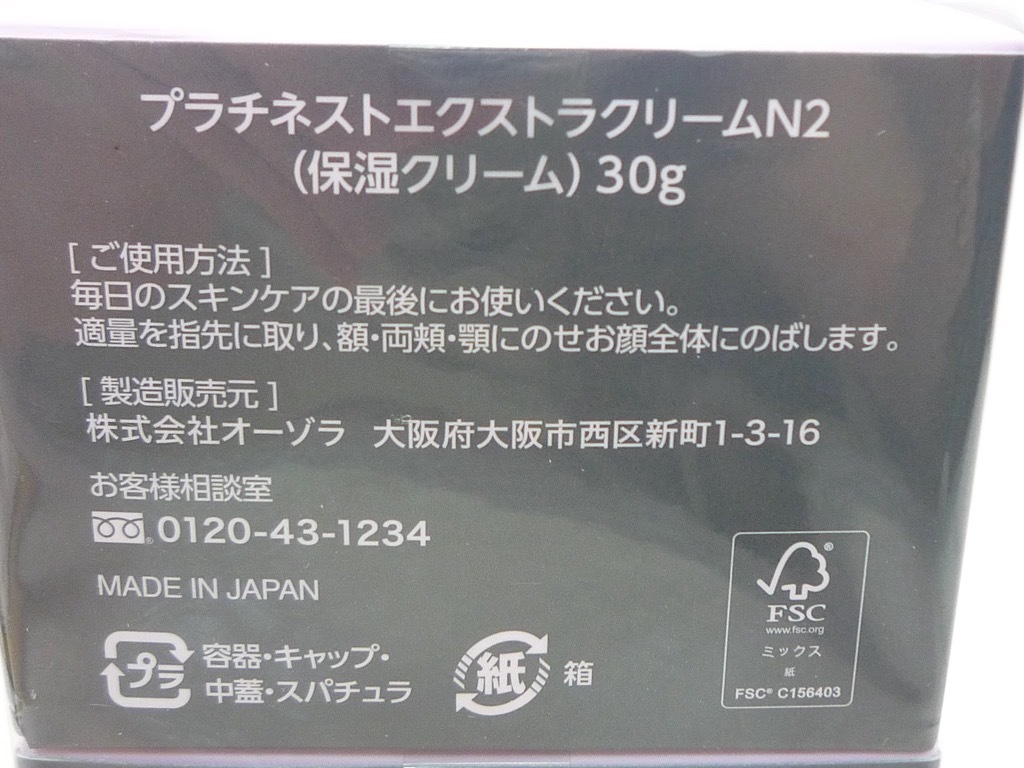 プラチネストエクストラクリームN2
（保湿クリーム）30g
[ ご使用方法 ]
毎日のスキンケアの最後にお使いください。
適量を指先に取り、額・両頬・顎にのせお顔全体にのばします。
[ 製造販売元 ]
株式会社オーゾラ 大阪府大阪市西区新町1-3-16
お客様相談室
0120-43-1234
MADE IN JAPAN
プラ
容器・キャップ・
中蓋・スパチュラ
紙
箱
®
FSC
www.fsc.org
ミックス
紙
FSC® C156403